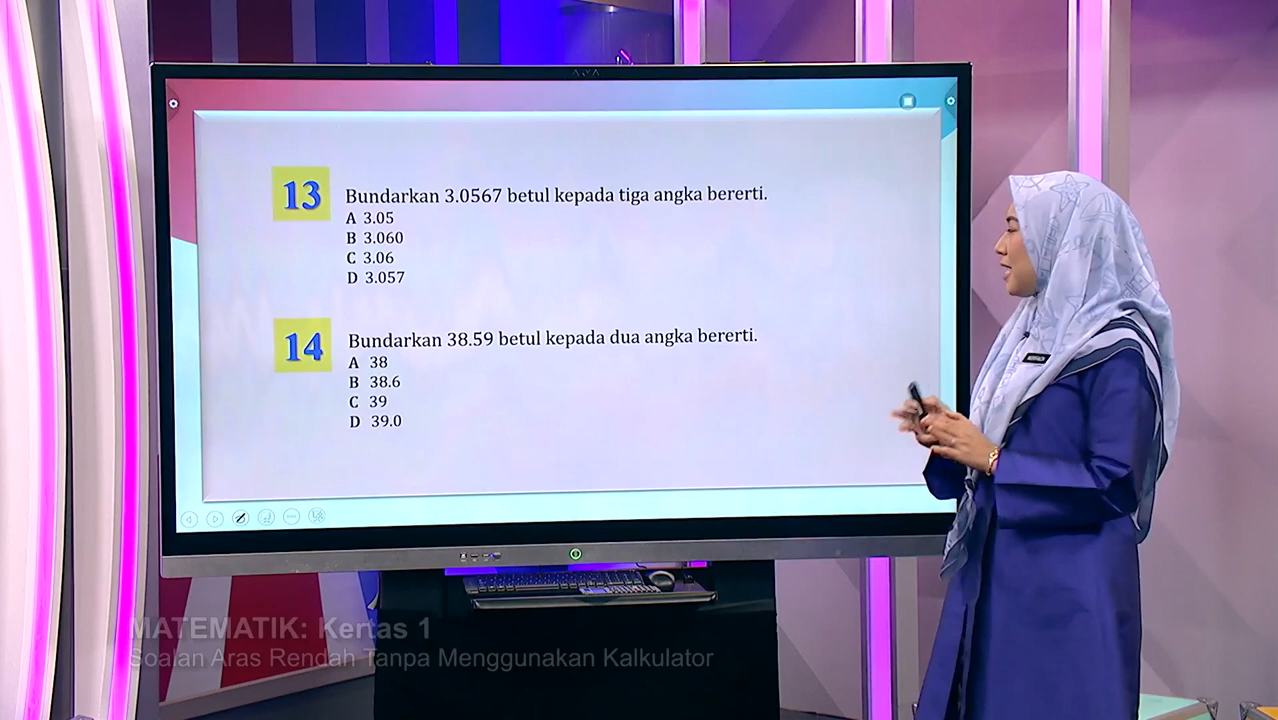 13
Bundarkan 3.0567 betul kepada tiga angka bererti.
A 3.05
B 3.060
C 3.06
D 3.057
14
Bundarkan 38.59 betul kepada dua angka bererti.
A 38
B 38.6
C 39
D 39.0
MATEMATIK: Kertas 1
Soalan Aras Rendah Tanpa Menggunakan Kalkulator